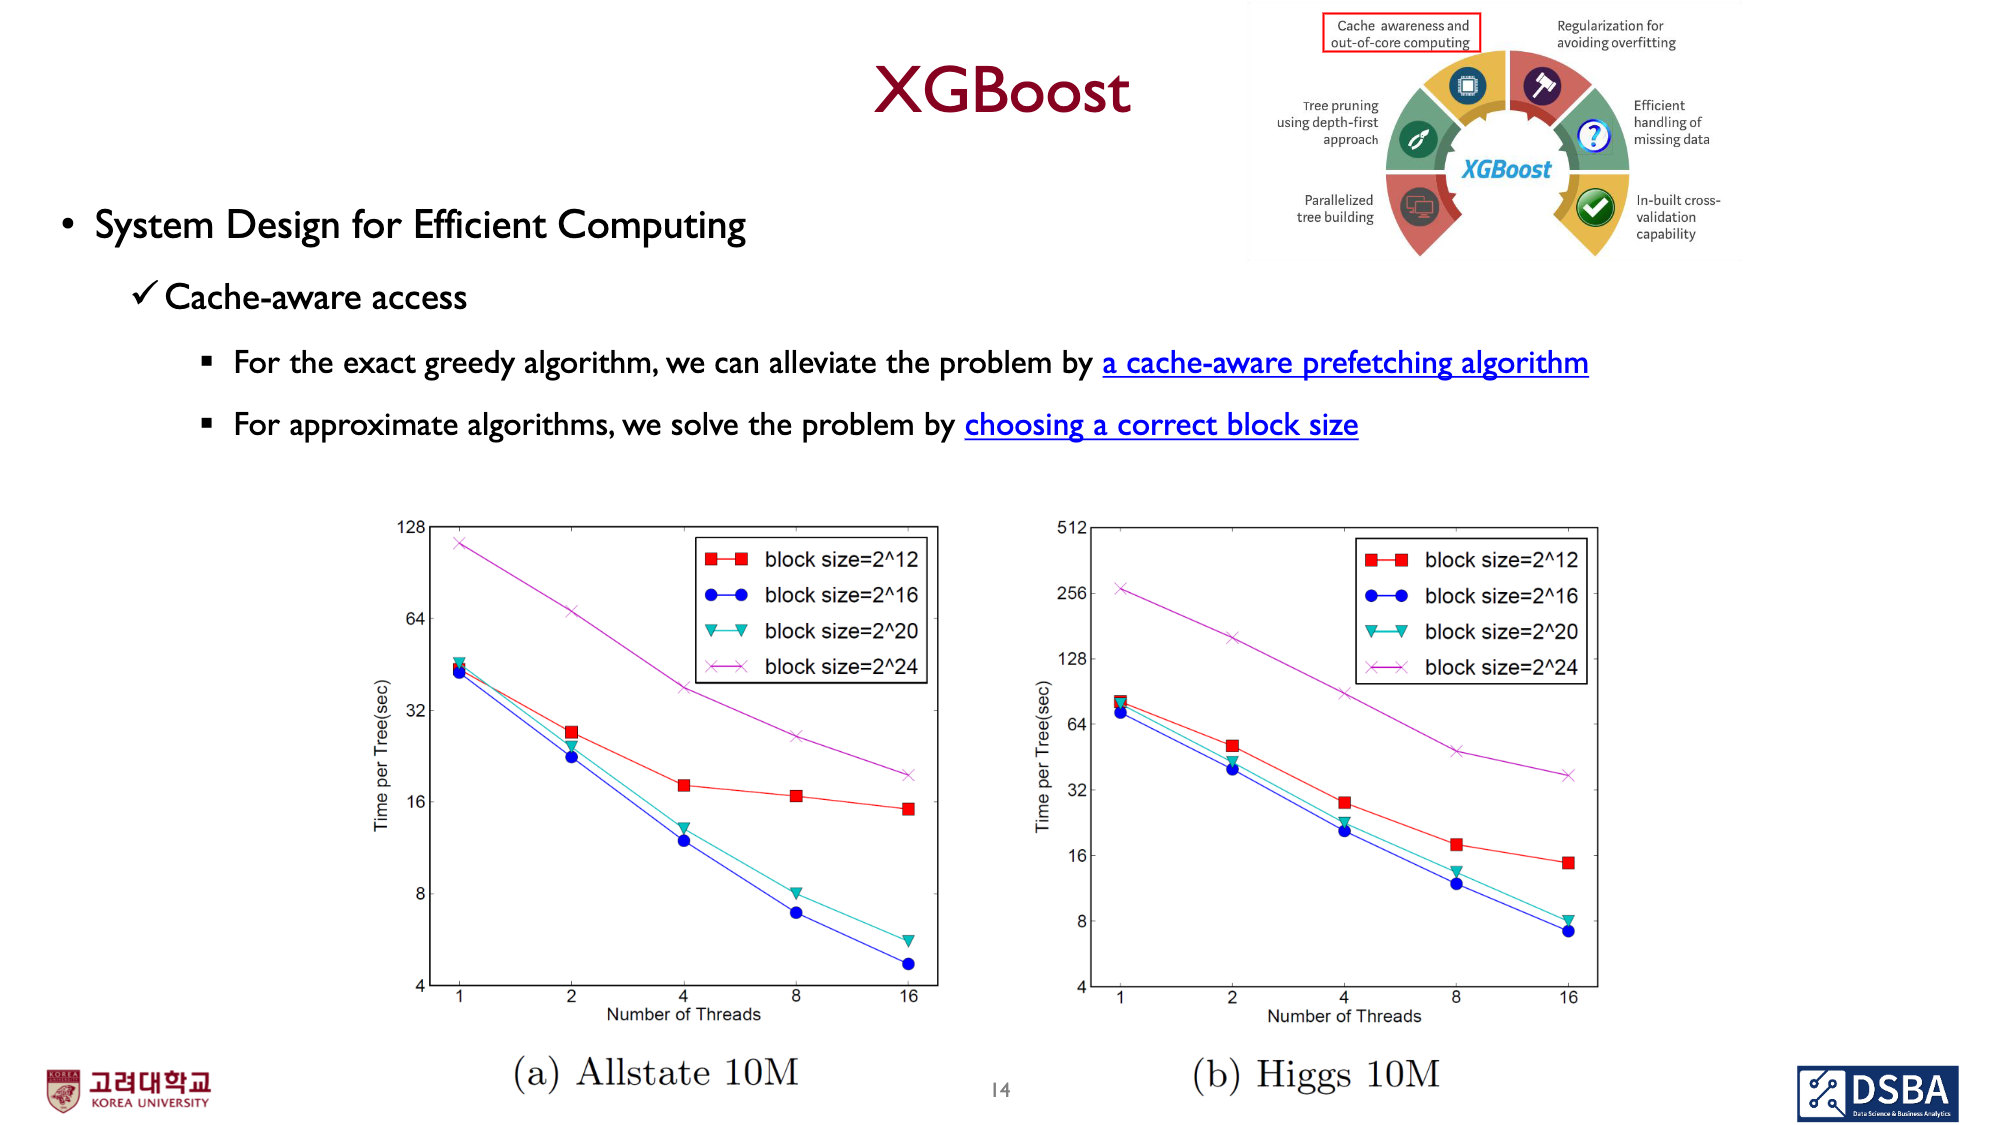 XGBoost
Cache awareness and
out-of-core computing
Regularization for
avoiding overfitting
Tree pruning
using depth-first
approach
Efficient
handling of
missing data
?
XGBoost
Parallelized
tree building
In-built cross-
validation
capability
• System Design for Efficient Computing
✓ Cache-aware access
▪ For the exact greedy algorithm, we can alleviate the problem by a cache-aware prefetching algorithm
▪ For approximate algorithms, we solve the problem by choosing a correct block size
128
64
32
16
8
4
Time per Tree(sec)
block size=2^12
block size=2^16
block size=2^20
block size=2^24
1 2 4 8 16
Number of Threads
(a) Allstate 10M
512
256
128
64
32
16
8
4
Time per Tree(sec)
block size=2^12
block size=2^16
block size=2^20
block size=2^24
1 2 4 8 16
Number of Threads
(b) Higgs 10M
KOREA
고려대학교
KOREA UNIVERSITY
14
DSBA
Data Science & Business Analytics